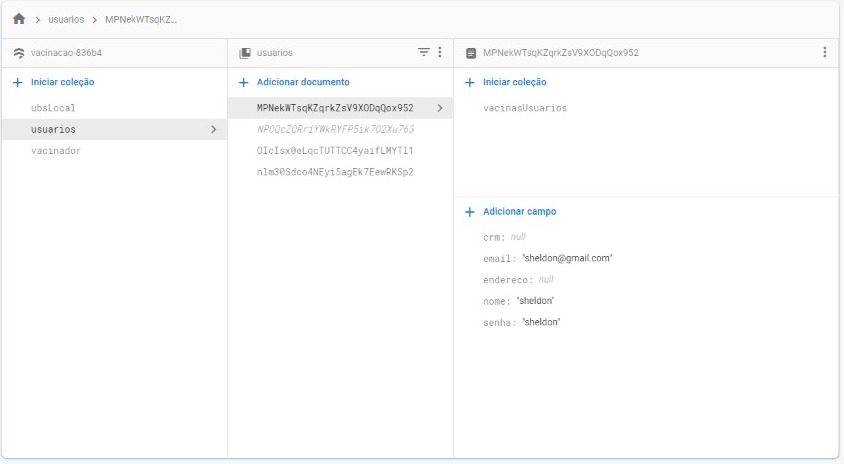 usuarios > MPNekWTsqKZ...
vacinacao-836b4
usuarios
MPNekWTsqKZqrkZsV9XODqQox952
Iniciar coleção
Adicionar documento
Iniciar coleção
ubsLocal
usuarios
vacinador
MPNekWTsqKZqrkZsV9XODqQox952
NPOQcZQRriYWkRYFP5ik7O2Xu763
OIcIsx0eLqcTUTTCC4yaifLMYTl1
nlm30Sdco4NEyi5agEk7EewRKSp2
vacinasUsuarios
Adicionar campo
crm: null
email: "sheldon@gmail.com"
endereco: null
nome: "sheldon"
senha: "sheldon"